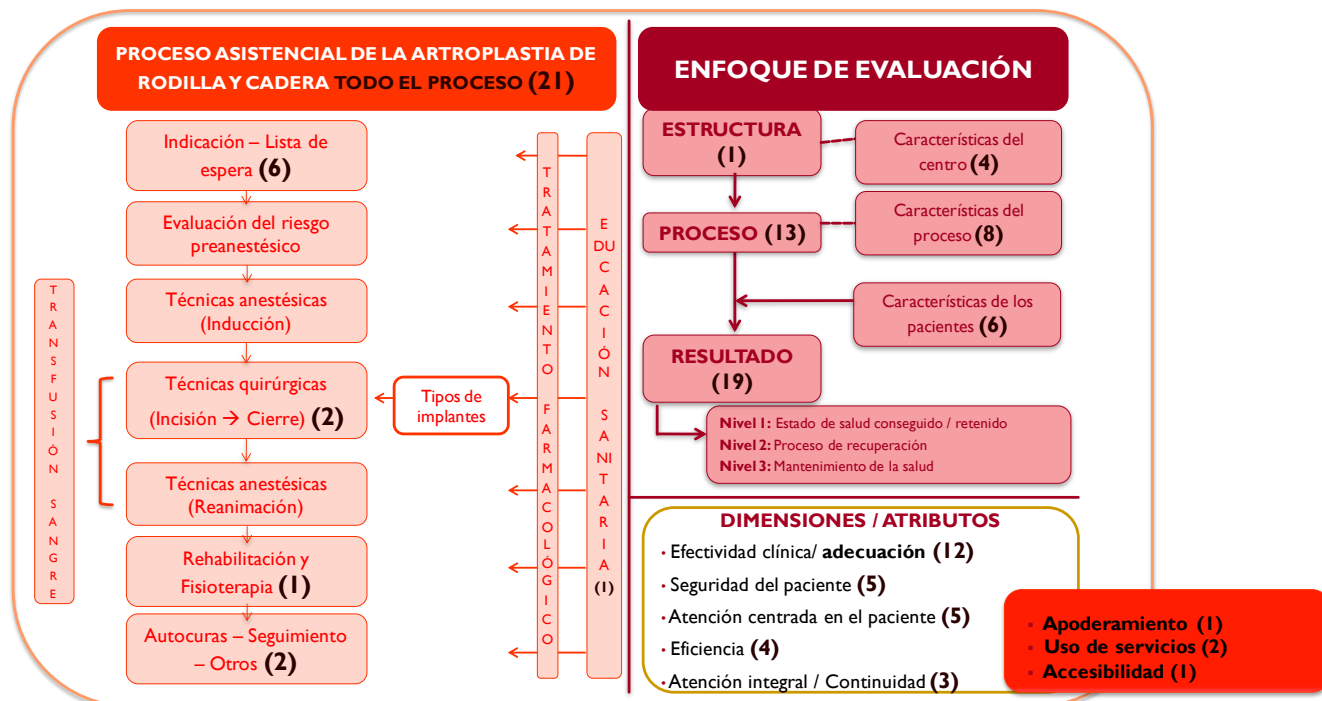 PROCESO ASISTENCIAL DE LA ARTROPLASTIA DE
RODILLA Y CADERA TODO EL PROCESO (21)
Indicación – Lista de
espera (6)
Evaluación del riesgo
preanestésico
Técnicas anestésicas
(Inducción)
Técnicas quirúrgicas
(Incisión → Cierre) (2)
Técnicas anestésicas
(Reanimación)
Rehabilitación y
Fisioterapia (1)
Autocuras – Seguimiento
– Otros (2)
TRANSFUSIÓN SANGRE
Tipos de
implantes
TRATAMIENTO FARMACOLÓGICO
EDUCACIÓN SANITARIA (1)
ENFOQUE DE EVALUACIÓN
ESTRUCTURA
(1)
Características del
centro (4)
PROCESO (13)
Características del
proceso (8)
Características de los
pacientes (6)
RESULTADO
(19)
Nivel 1: Estado de salud conseguido / retenido
Nivel 2: Proceso de recuperación
Nivel 3: Mantenimiento de la salud
DIMENSIONES / ATRIBUTOS
• Efectividad clínica/ adecuación (12)
• Seguridad del paciente (5)
• Atención centrada en el paciente (5)
• Eficiencia (4)
• Atención integral / Continuidad (3)
▪ Apoderamiento (1)
▪ Uso de servicios (2)
▪ Accesibilidad (1)